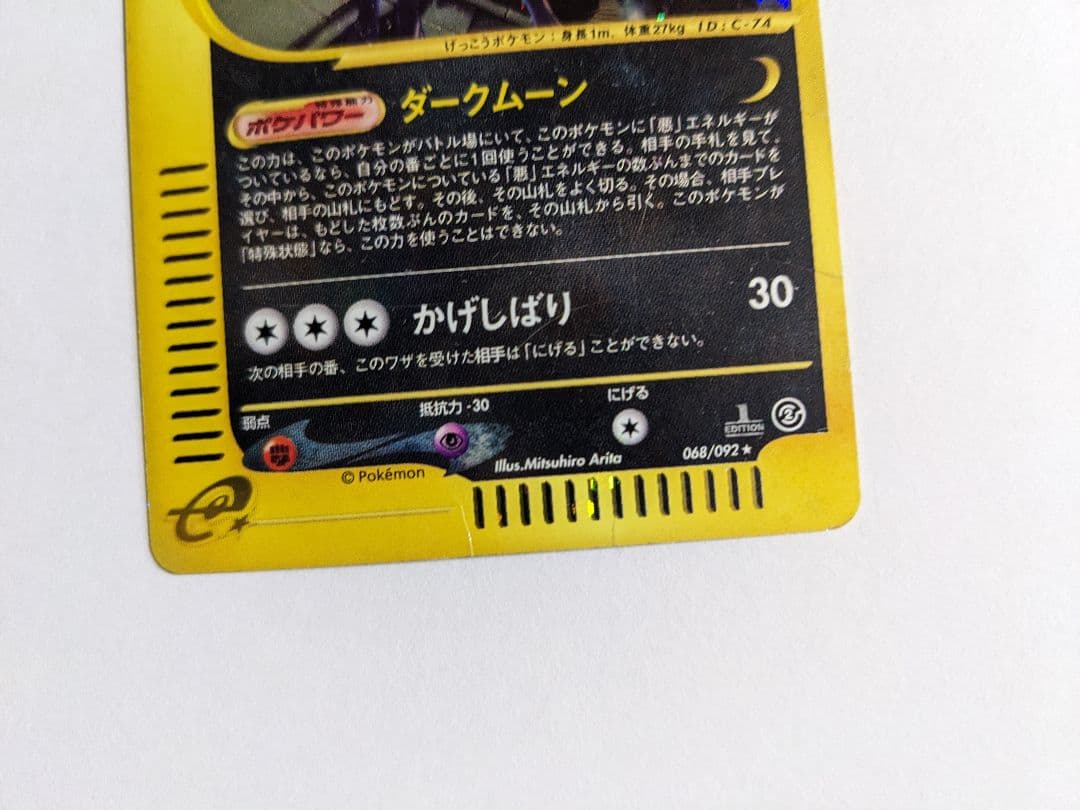 げっこうポケモン：身長1m、体重27kg ID：C-74
特殊能力
ポケパワー
ダークムーン
この力は、このポケモンがバトル場にいて、このポケモンに「悪」エネルギーが
ついているなら、自分の番ごとに1回使うことができる。相手の手札を見て、
その中から、このポケモンについている「悪」エネルギーの数ぶんまでのカードを
選び、相手の山札にもどす。その後、その山札をよく切る。その場合、相手プレ
イヤーは、もどした枚数ぶんのカードを、その山札から引く。このポケモンが
「特殊状態」なら、この力を使うことはできない。
かげしばり 30
次の相手の番、このワザを受けた相手は「にげる」ことができない。
弱点 抵抗力 -30 にげる
1 EDITION 2
Illus.Mitsuhiro Arita 068/092★
©Pokémon
e